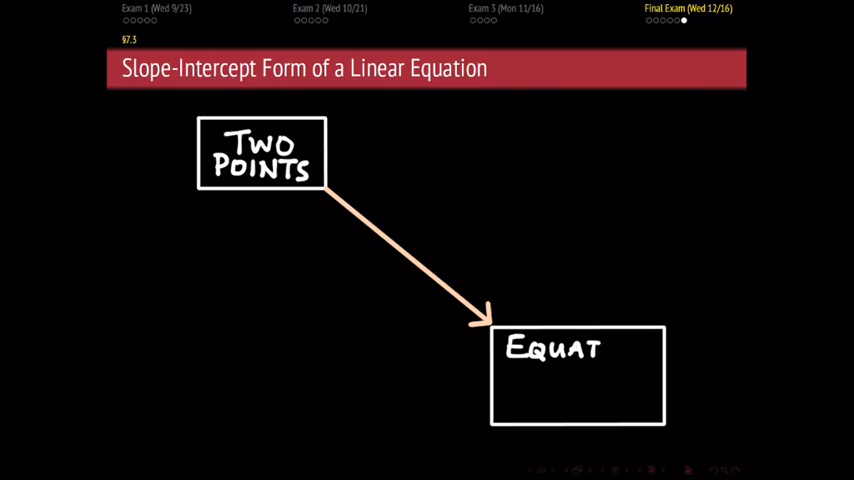 Exam 1 (Wed 9/23) Exam 2 (Wed 10/21) Exam 3 (Mon 11/16) Final Exam (Wed 12/16)
§7.3
Slope-Intercept Form of a Linear Equation
TWO
POINTS
EQUAT